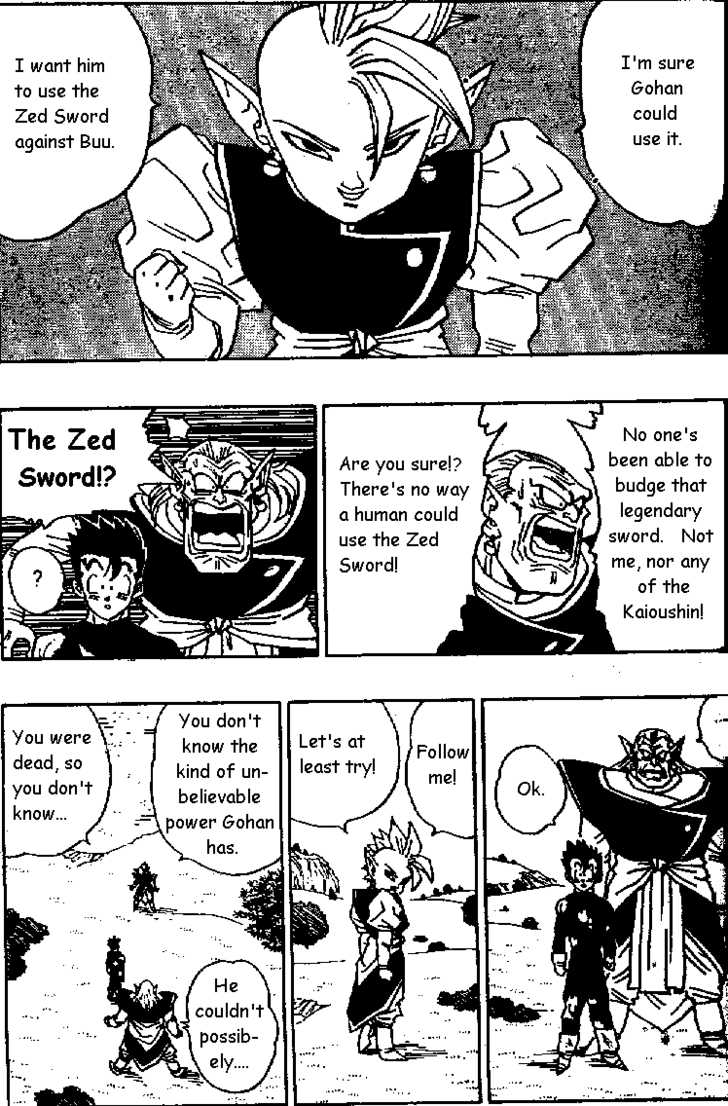 I'm sure
Gohan
could
use it.
I want him
to use the
Zed Sword
against Buu.
No one's
been able to
budge that
legendary
sword. Not
me, nor any
of the
Kaioushin!
Are you sure!?
There's no way
a human could
use the Zed
Sword!
The Zed
Sword!?
?
Ok.
Follow
me!
Let's at
least try!
You don't
know the
kind of un-
believable
power Gohan
has.
You were
dead, so
you don't
know...
He
couldn't
possib-
ly....